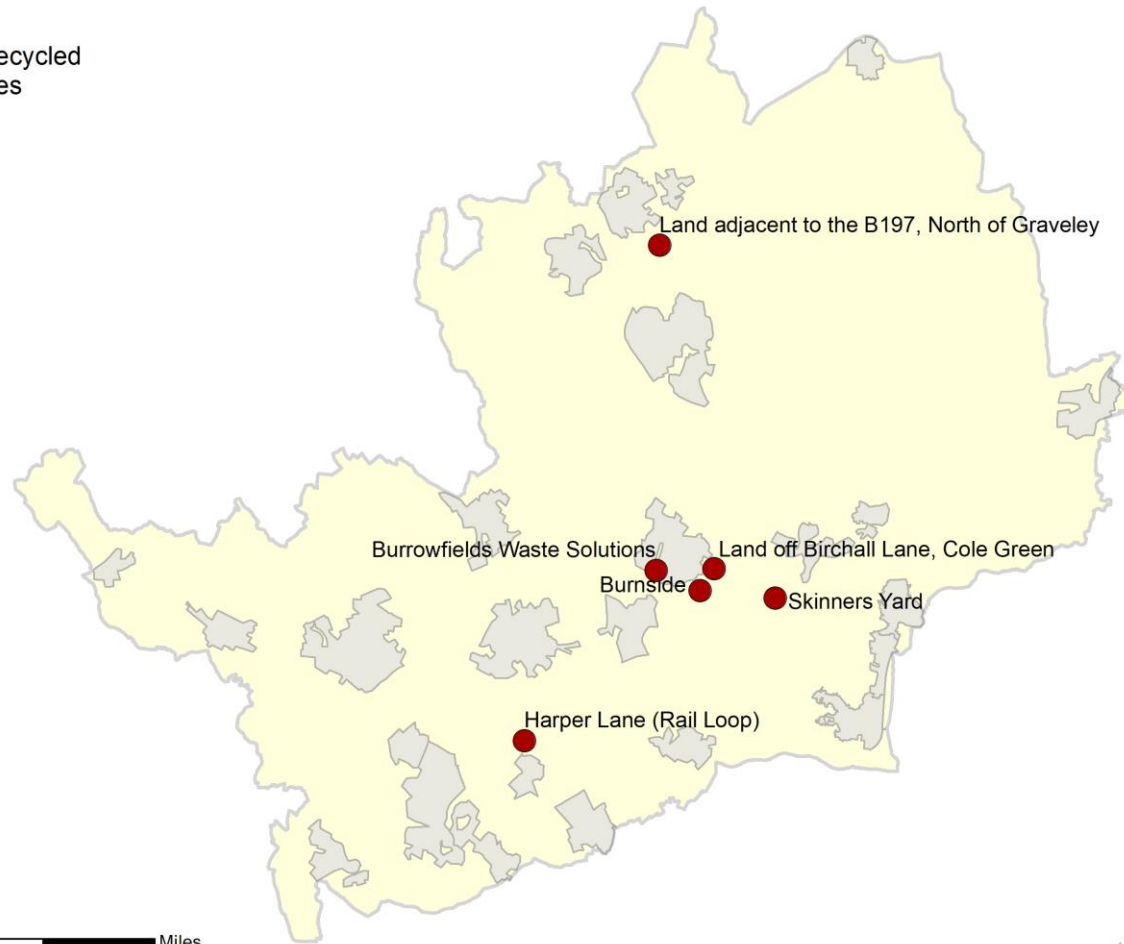 ecycled
es
Land adjacent to the B197, North of Graveley
Burrowfields Waste Solutions
Land off Birchall Lane, Cole Green
Burnside
Skinners Yard
Harper Lane (Rail Loop)
Miles